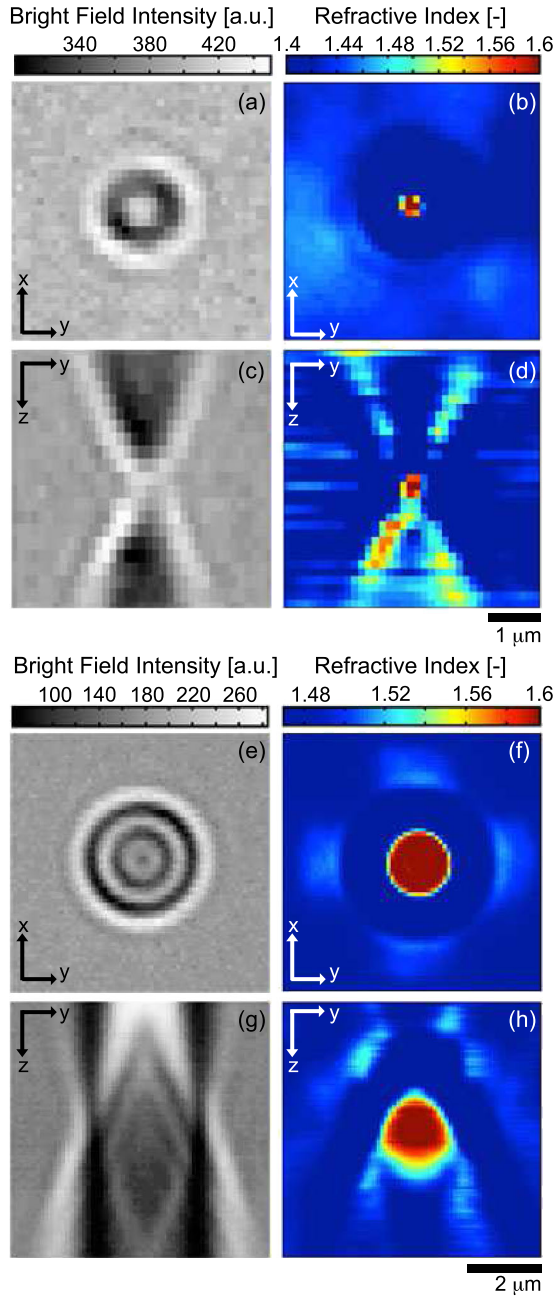 Bright Field Intensity [a.u.] Refractive Index [-]
340 380 420 1.4 1.44 1.48 1.52 1.56 1.6
(a) (b)
x x
y y
(c) (d)
y y
z z
1 μm
Bright Field Intensity [a.u.] Refractive Index [-]
100 140 180 220 260 1.48 1.52 1.56 1.6
(e) (f)
x x
y y
(g) (h)
y y
z z
2 μm